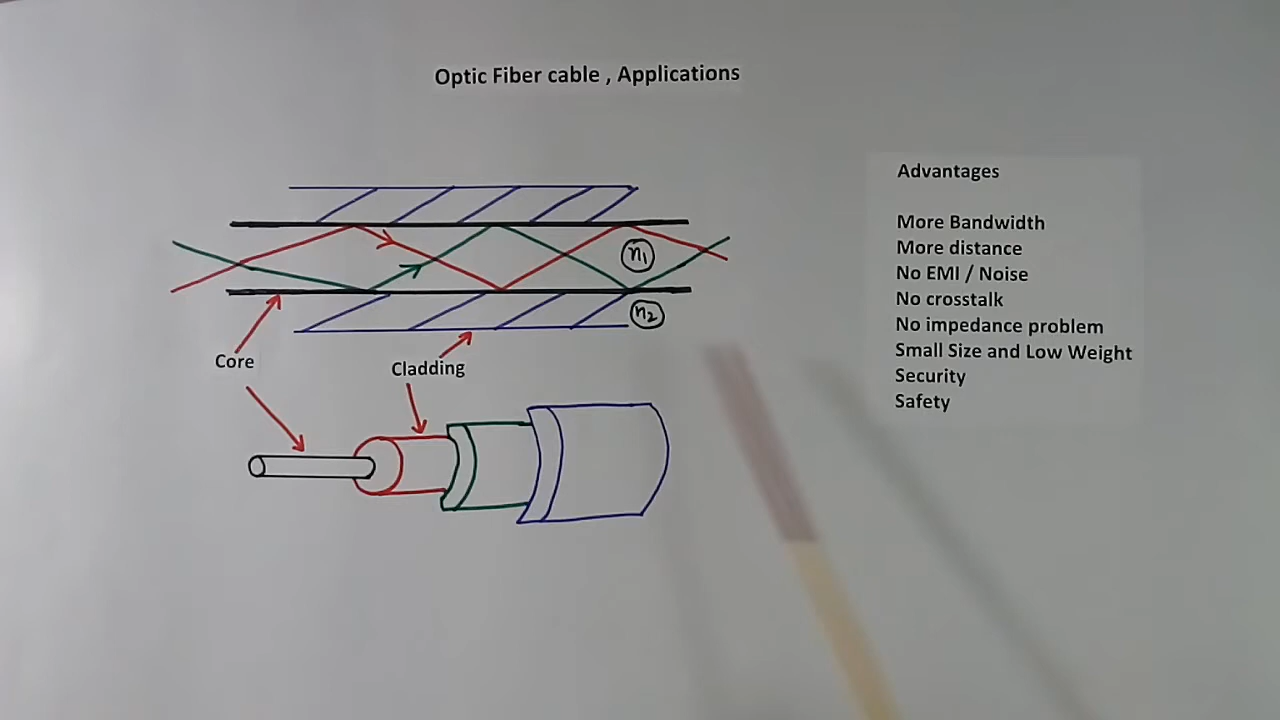 Optic Fiber cable , Applications
n1
n2
Core
Cladding
Advantages
More Bandwidth
More distance
No EMI / Noise
No crosstalk
No impedance problem
Small Size and Low Weight
Security
Safety